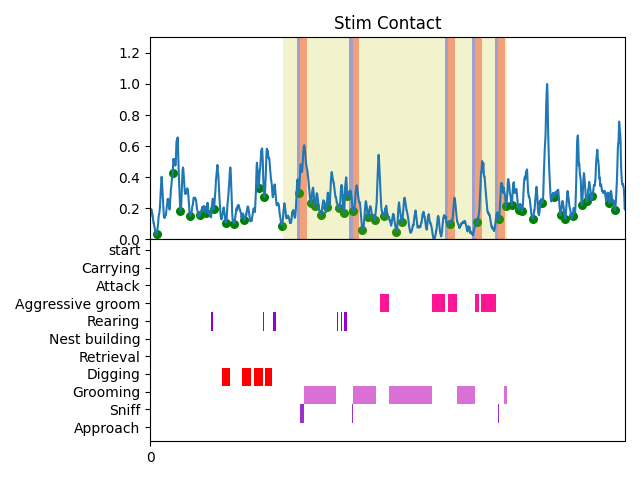 Stim Contact
1.2
1.0
0.8
0.6
0.4
0.2
0.0
start
Carrying
Attack
Aggressive groom
Rearing
Nest building
Retrieval
Digging
Grooming
Sniff
Approach
0